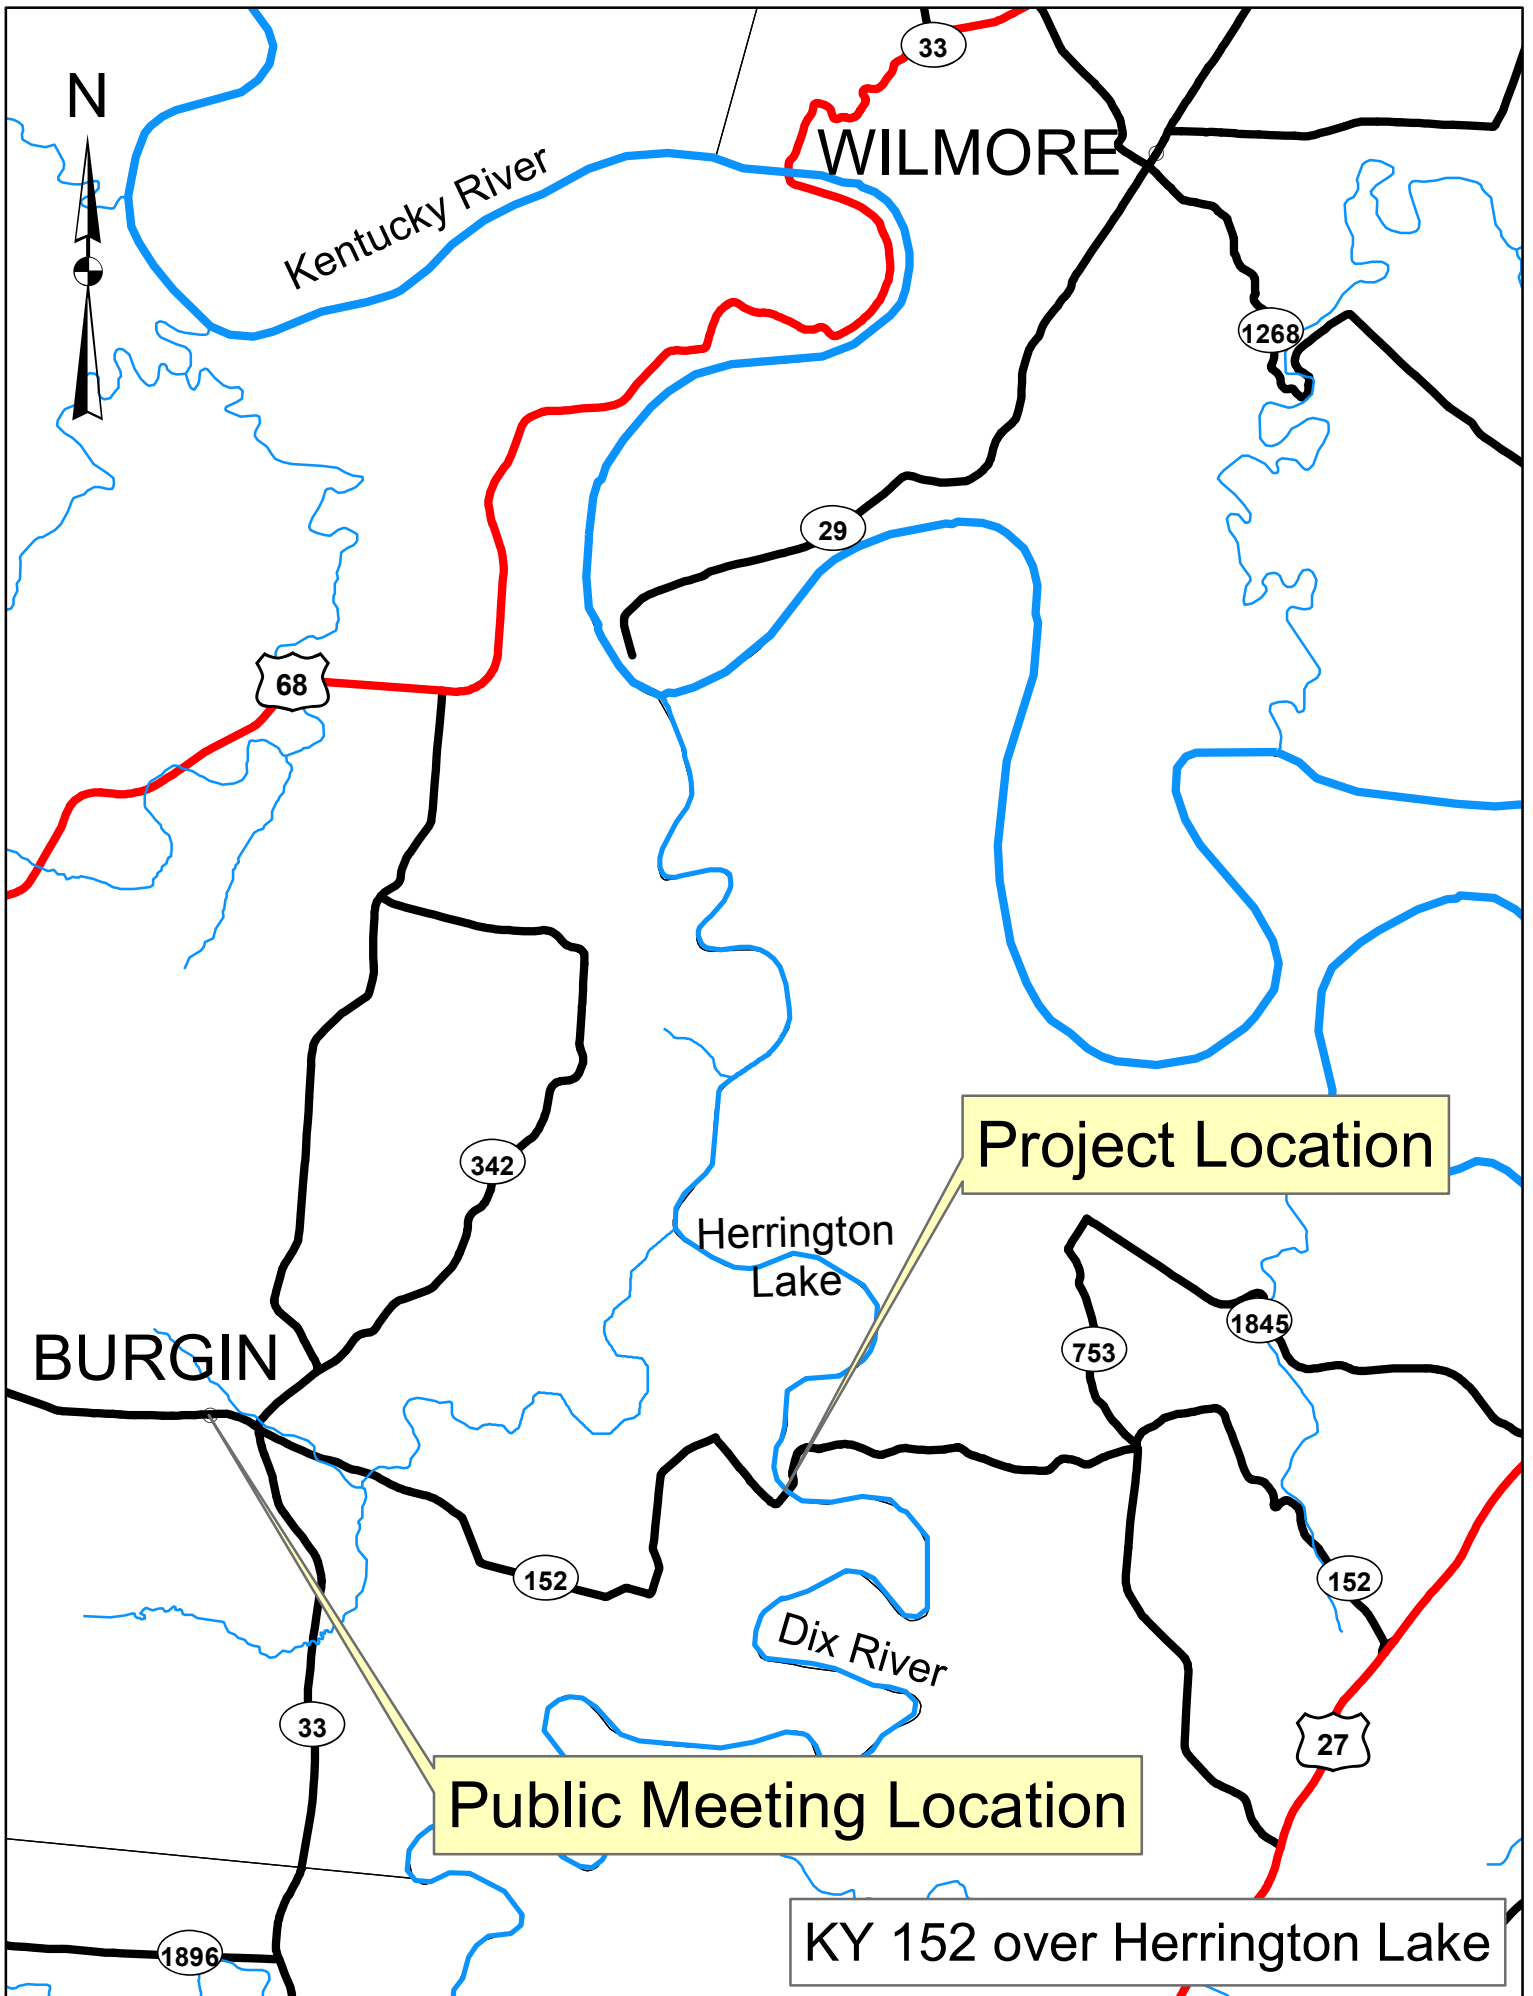 33
N
WILMORE
Kentucky River
1268
29
68
Project Location
342
Herrington
Lake
1845
753
BURGIN
152
152
Dix River
33
27
Public Meeting Location
KY 152 over Herrington Lake
1896